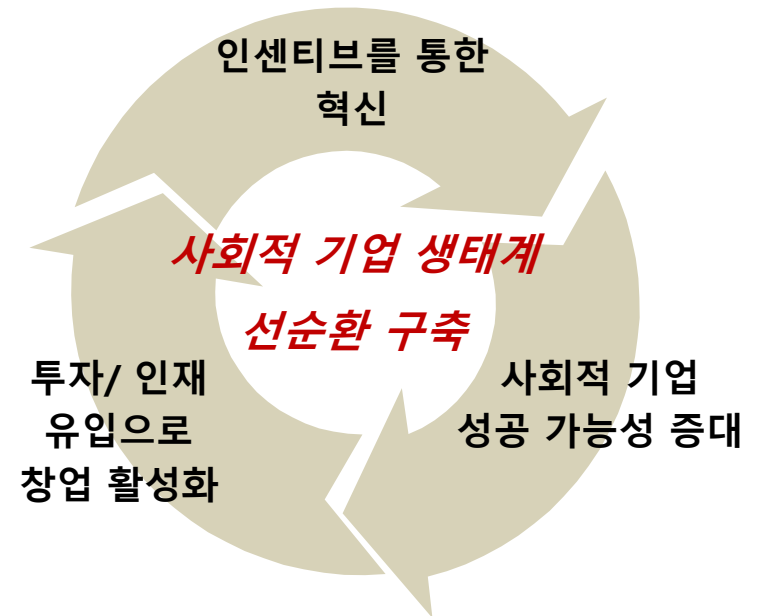 인센티브를 통한
혁신
사회적 기업 생태계
선순환 구축
투자/ 인재
유입으로
창업 활성화
사회적 기업
성공 가능성 증대